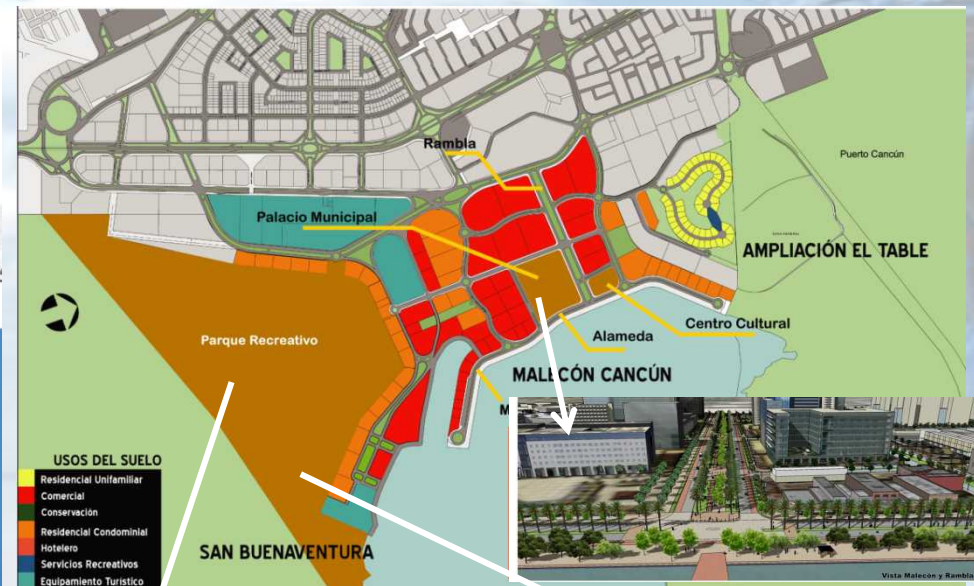 Rambla
Puerto Cancún
Palacio Municipal
AMPLIACIÓN EL TABLE
Centro Cultural
Parque Recreativo
Alameda
MALECÓN CANCÚN
M
USOS DEL SUELO
Residencial Unifamiliar
Comercial
Conservación
Residencial Condominial
Hotelero
Servicios Recreativos
Equipamiento Turístico
SAN BUENAVENTURA
Vista Malecón y Rambla